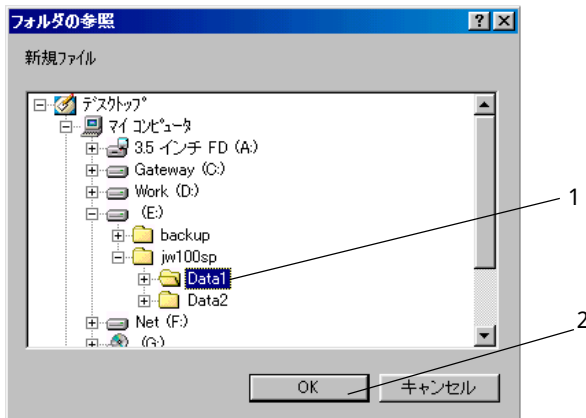 フォルダの参照
新規ファイル
デスクトップ
マイ コンピュータ
3.5 インチ FD (A:)
Gateway (C:)
Work (D:)
(E:)
backup
jw100sp
Data1
Data2
Net (F:)
(G:)
OK
キャンセル
1
2